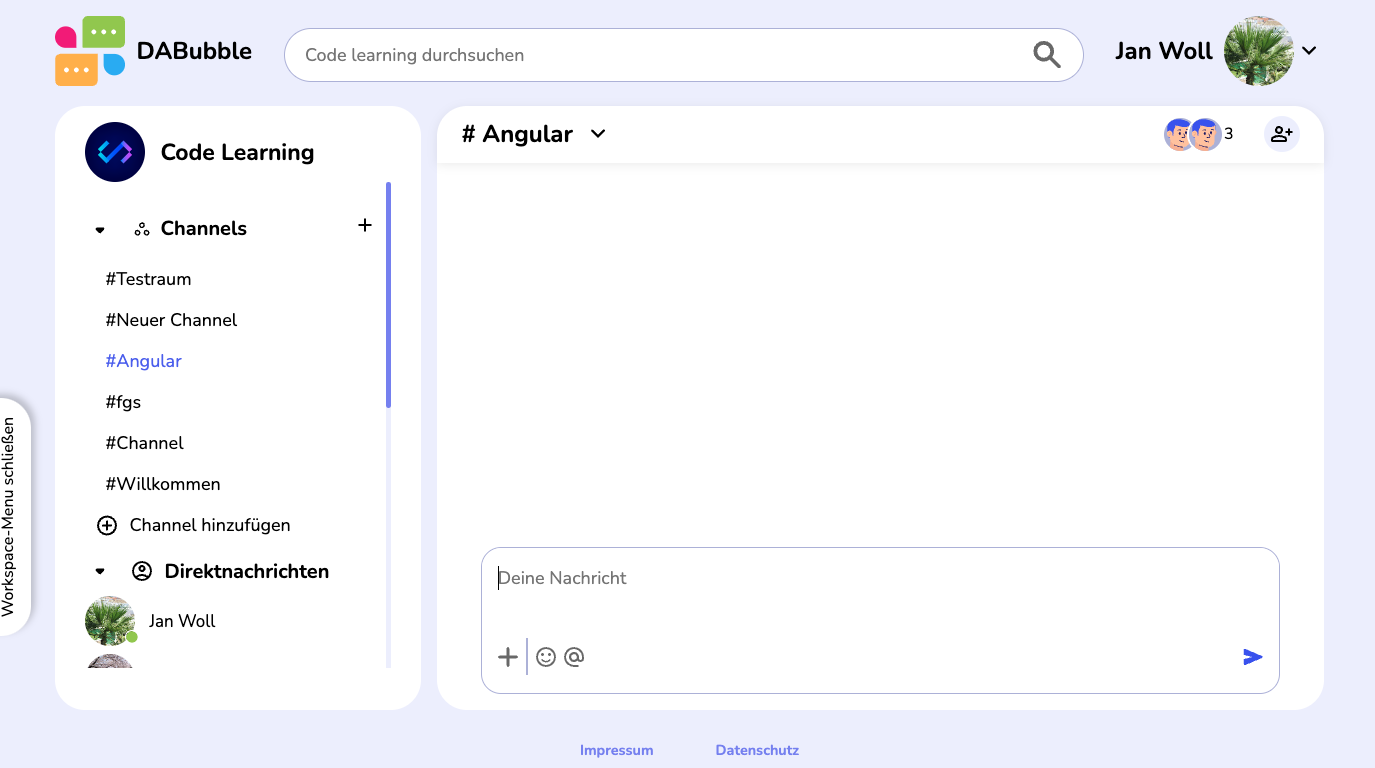 DABubble
Code learning durchsuchen
Jan Woll
Code Learning
Channels
#Testraum
#Neuer Channel
#Angular
#fgs
#Channel
#Willkommen
Channel hinzufügen
Direktnachrichten
Jan Woll
Workspace-Menu schließen
# Angular
3
Deine Nachricht
Impressum
Datenschutz